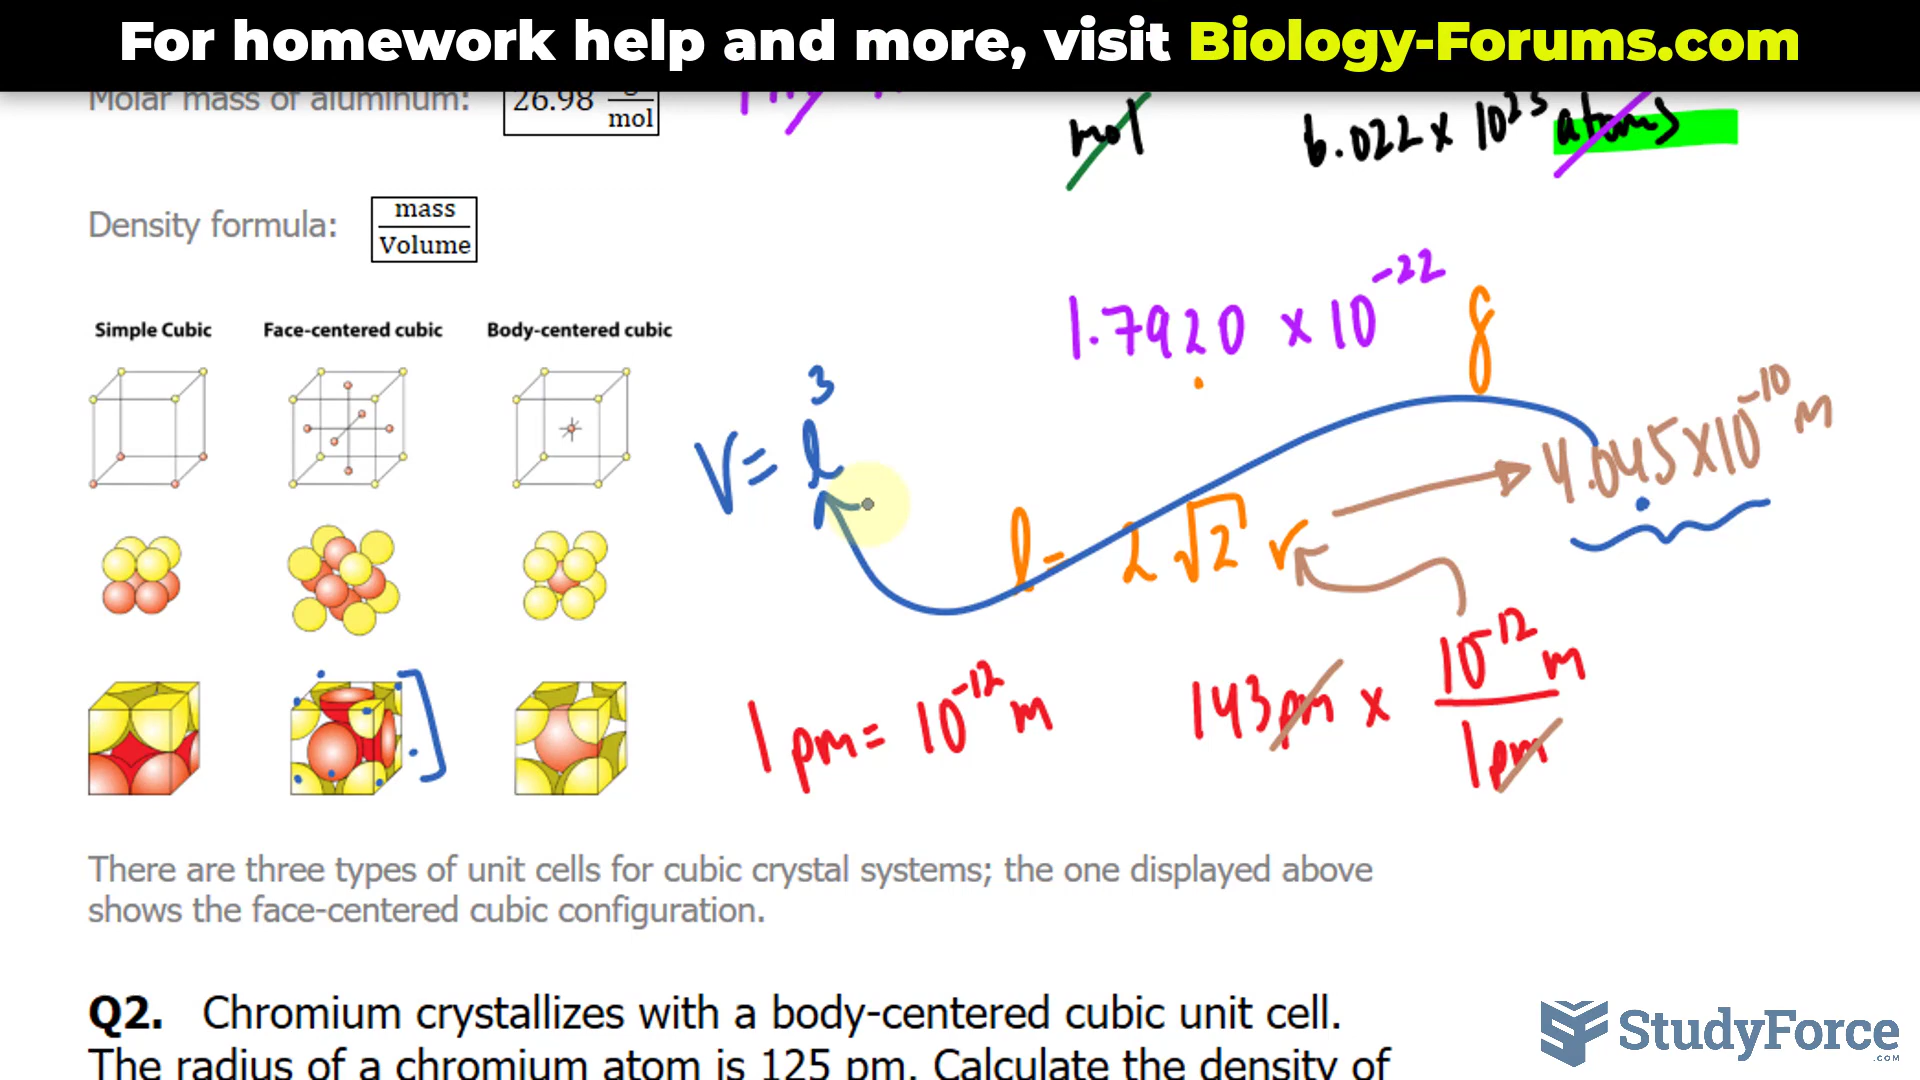 For homework help and more, visit Biology-Forums.com
Molar mass of aluminum: 26.98 g/mol
mol
6.022 x 10^23 atoms
Density formula: mass/Volume
1.7920 x 10^-22 g
Simple Cubic
Face-centered cubic
Body-centered cubic
V = l^3
4.045 x 10^-10 m
l = 2√2 r
1 pm = 10^-12 m
143 pm x 10^-12 m / 1 pm
There are three types of unit cells for cubic crystal systems; the one displayed above
shows the face-centered cubic configuration.
Q2. Chromium crystallizes with a body-centered cubic unit cell.
The radius of a chromium atom is 125 pm. Calculate the density of
StudyForce
.COM